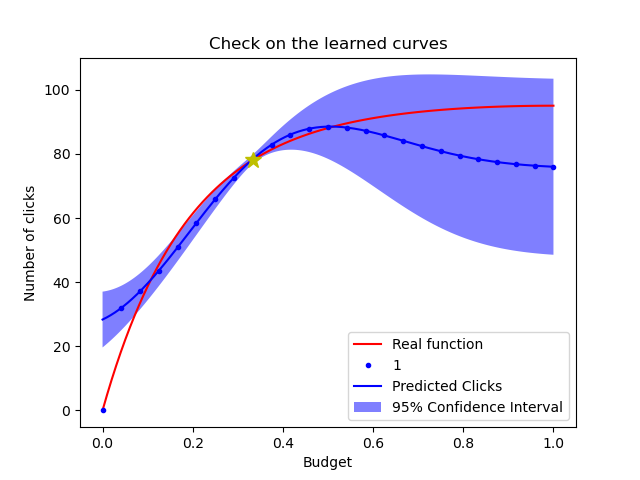 Check on the learned curves
Number of clicks
100
80
60
40
20
0
Real function
1
Predicted Clicks
95% Confidence Interval
0.0 0.2 0.4 0.6 0.8 1.0
Budget